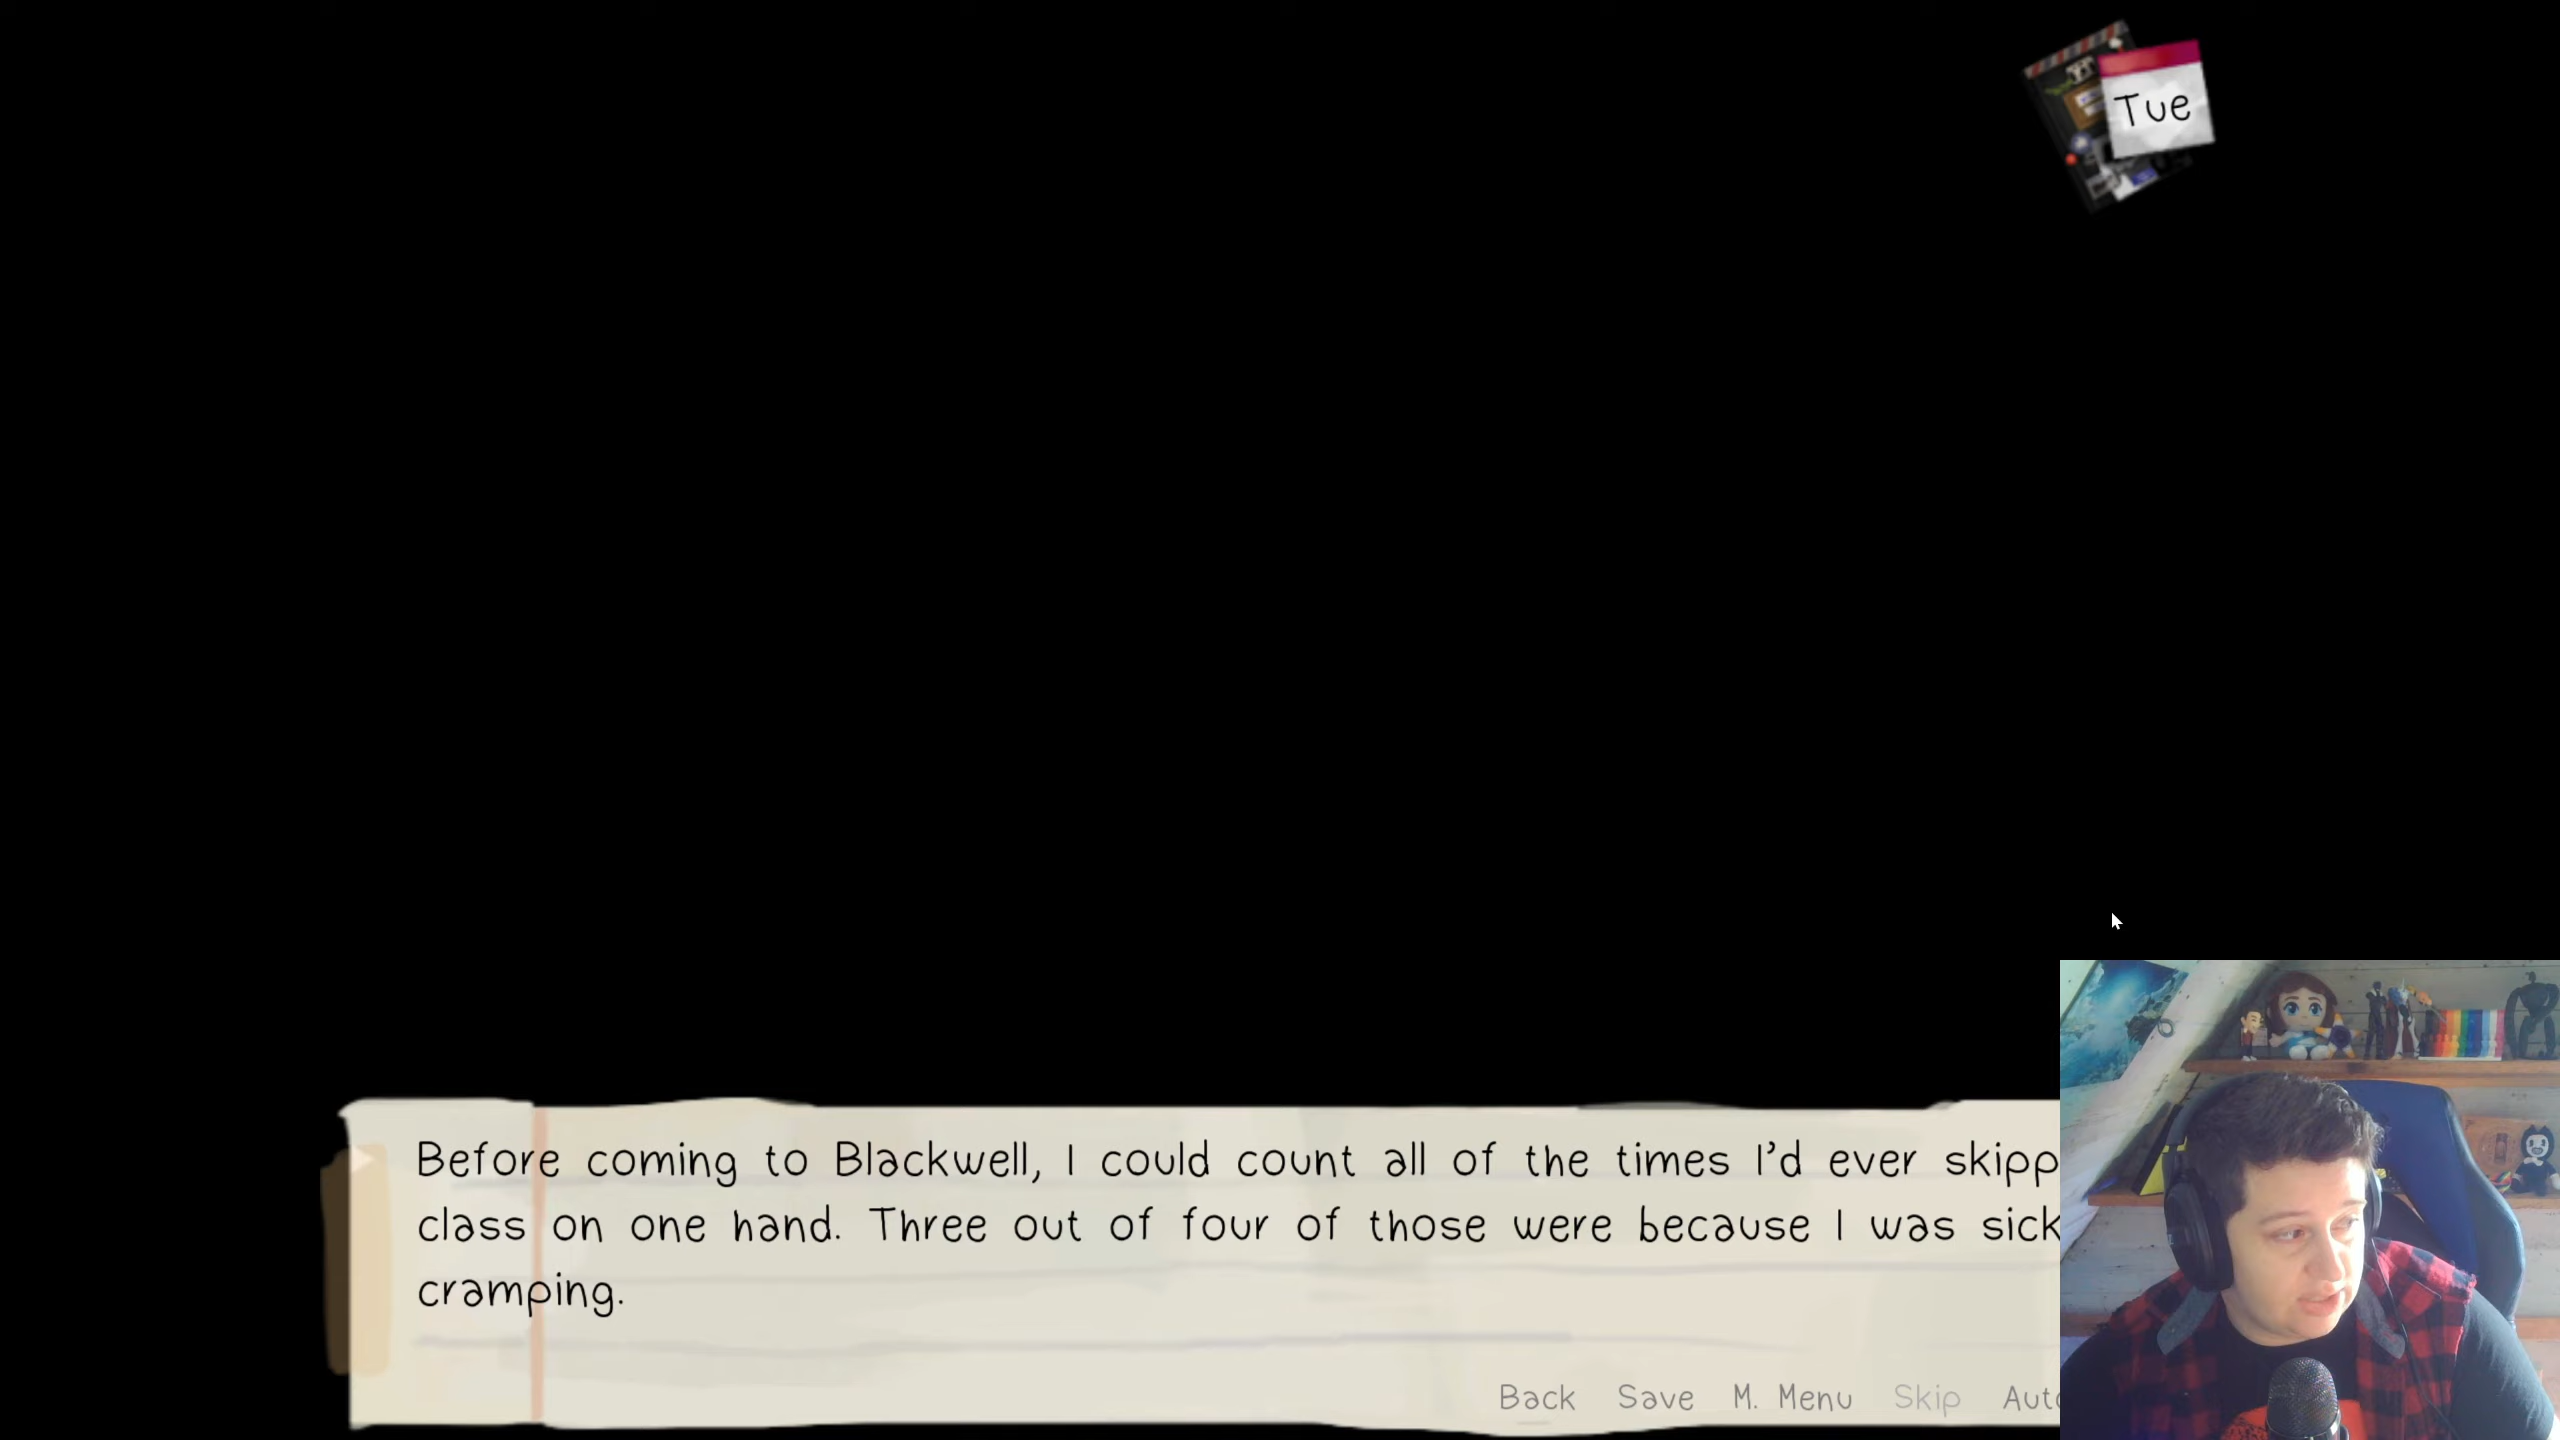 Tue
Before coming to Blackwell, I could count all of the times I'd ever skipp
class on one hand. Three out of four of those were because I was sick
cramping.
Back Save M. Menu Skip Auto